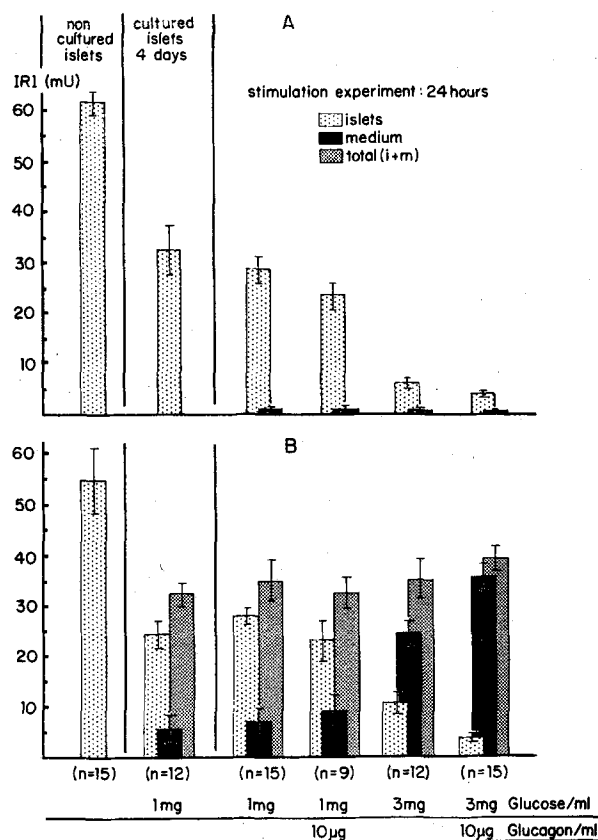 non cultured islets
cultured islets 4 days
A
IRI (mU)
stimulation experiment: 24 hours
islets
medium
total (i+m)
60
50
40
30
20
10
B
60
50
40
30
20
10
(n=15) (n=12) (n=15) (n=9) (n=12) (n=15)
1mg 1mg 1mg 3mg 3mg Glucose/ml
10µg 10µg Glucagon/ml